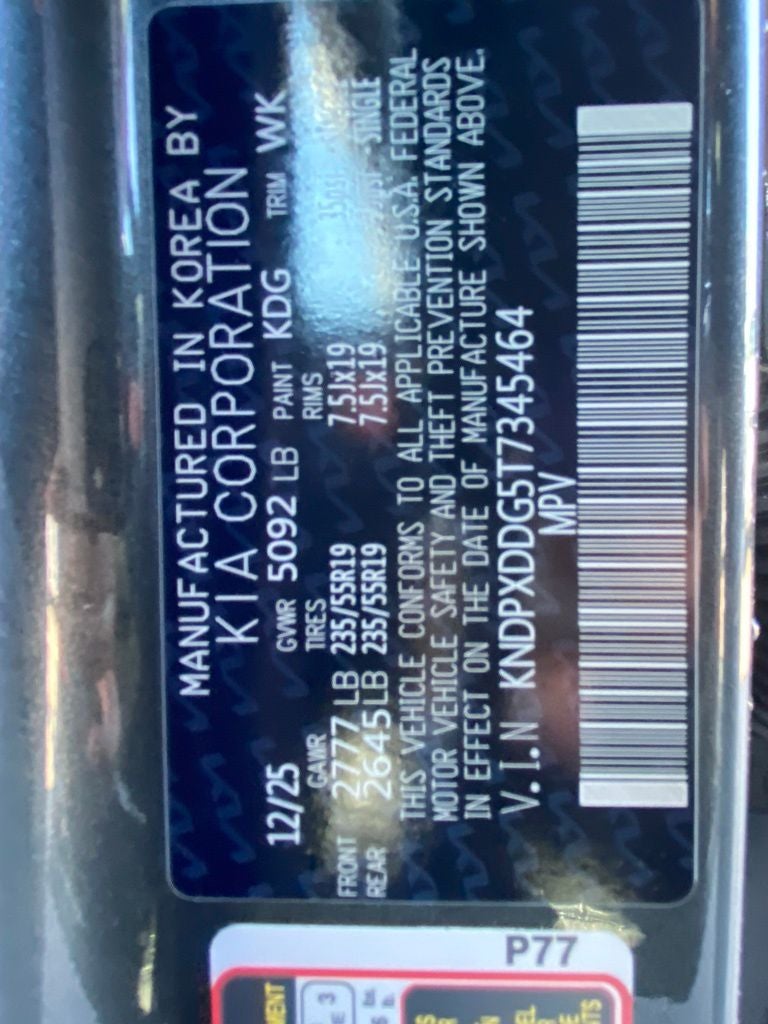 MANUFACTURED IN KOREA BY
KIA CORPORATION
12/25 GVWR 5092 LB PAINT KDG TRIM WK
GAWR TIRES RIMS
FRONT 2777 LB 235/55R19 7.5Jx19
REAR 2645 LB 235/55R19 7.5Jx19 SINGLE
THIS VEHICLE CONFORMS TO ALL APPLICABLE U.S.A. FEDERAL
MOTOR VEHICLE SAFETY AND THEFT PREVENTION STANDARDS
IN EFFECT ON THE DATE OF MANUFACTURE SHOWN ABOVE.
V.I.N KNDPXDDG5T7345464
MPV
P77